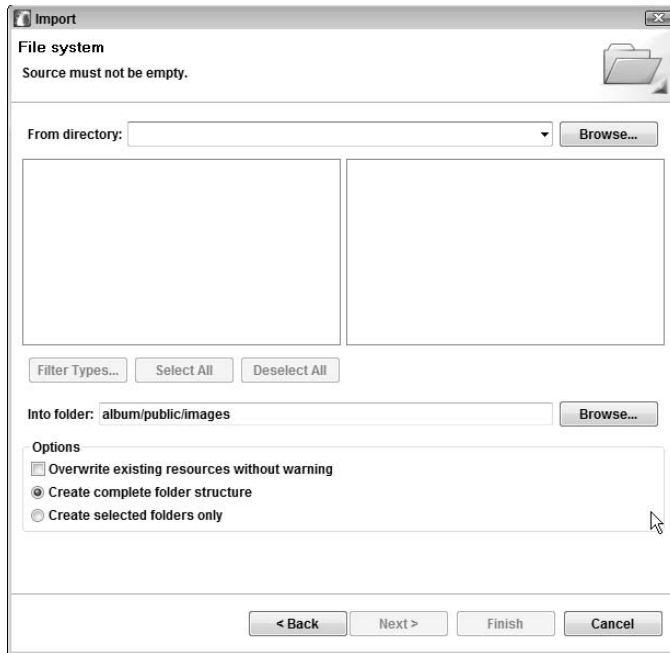 Import
File system
Source must not be empty.
From directory: Browse...
Filter Types... Select All Deselect All
Into folder: album/public/images Browse...
Options
Overwrite existing resources without warning
Create complete folder structure
Create selected folders only
< Back Next > Finish Cancel